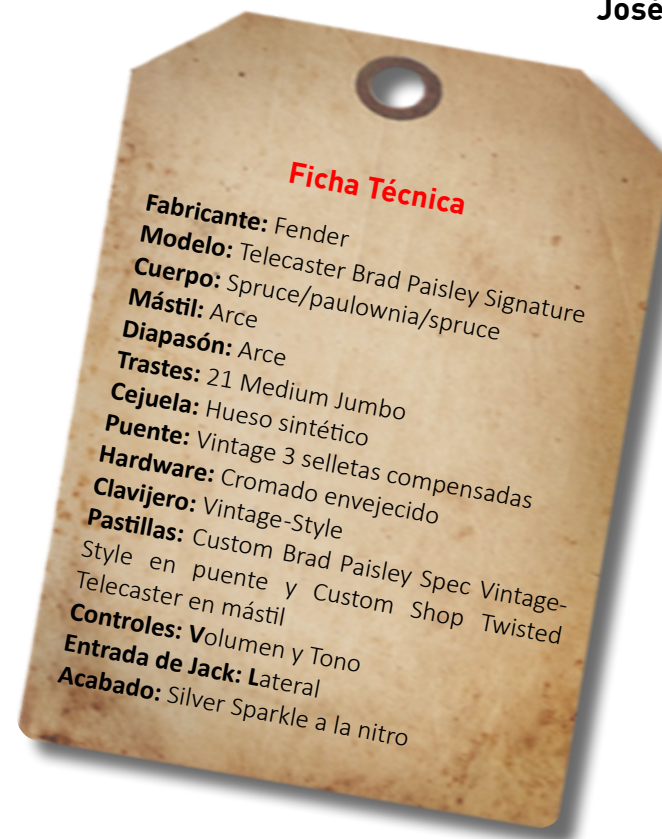 José
Ficha Técnica
Fabricante: Fender
Modelo: Telecaster Brad Paisley Signature
Cuerpo: Spruce/paulownia/spruce
Mástil: Arce
Diapasón: Arce
Trastes: 21 Medium Jumbo
Cejuela: Hueso sintético
Puente: Vintage 3 selletas compensadas
Hardware: Cromado envejecido
Clavijero: Vintage-Style
Pastillas: Custom Brad Paisley Spec Vintage-
Style en puente y Custom Shop Twisted
Telecaster en mástil
Controles: Volumen y Tono
Entrada de Jack: Lateral
Acabado: Silver Sparkle a la nitro